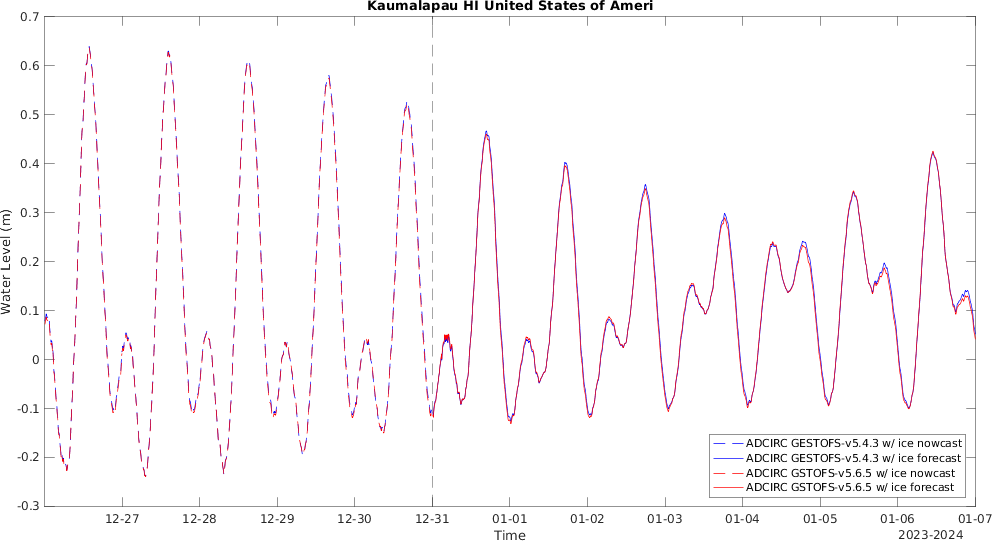 Kaumalapau HI United States of Ameri
Water Level (m)
0.7
0.6
0.5
0.4
0.3
0.2
0.1
0
-0.1
-0.2
-0.3
ADCIRC GESTOFS-v5.4.3 w/ ice nowcast
ADCIRC GESTOFS-v5.4.3 w/ ice forecast
ADCIRC GSTOFS-v5.6.5 w/ ice nowcast
ADCIRC GSTOFS-v5.6.5 w/ ice forecast
12-27 12-28 12-29 12-30 12-31 01-01 01-02 01-03 01-04 01-05 01-06 01-07
Time
2023-2024